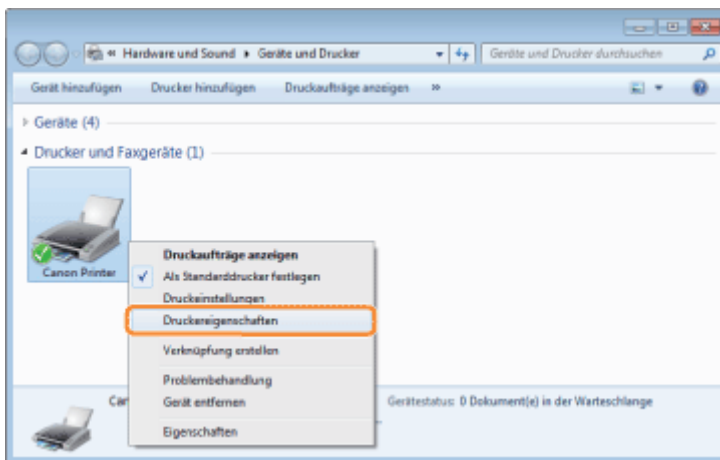 « Hardware und Sound ▸ Geräte und Drucker Geräte und Drucker durchsuchen
Gerät hinzufügen Drucker hinzufügen Druckaufträge anzeigen »
Geräte (4)
Drucker und Faxgeräte (1)
Canon Printer
Druckaufträge anzeigen
Als Standarddrucker festlegen
Druckeinstellungen
Druckereigenschaften
Verknüpfung erstellen
Problembehandlung
Gerät entfernen
Eigenschaften
Can Gerätestatus: 0 Dokument(e) in der Warteschlange